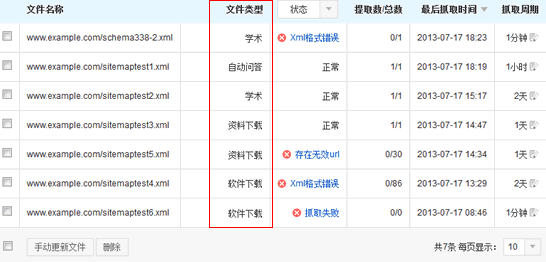 文件名称 文件类型 状态 提取数/总数 最后抓取时间 抓取周期
www.example.com/schema338-2.xml 学术 Xml格式错误 0/1 2013-07-17 18:23 1分钟
www.example.com/sitemaptest1.xml 自动问答 正常 1/1 2013-07-17 18:19 1小时
www.example.com/sitemaptest2.xml 学术 正常 1/1 2013-07-17 15:17 2天
www.example.com/sitemaptest3.xml 资料下载 正常 1/1 2013-07-17 14:47 1天
www.example.com/sitemaptest5.xml 资料下载 存在无效url 0/30 2013-07-17 14:34 1天
www.example.com/sitemaptest4.xml 软件下载 Xml格式错误 0/86 2013-07-17 13:29 2天
www.example.com/sitemaptest6.xml 软件下载 抓取失败 0/0 2013-07-17 08:46 1分钟
手动更新文件 删除 共7条 每页显示: 10